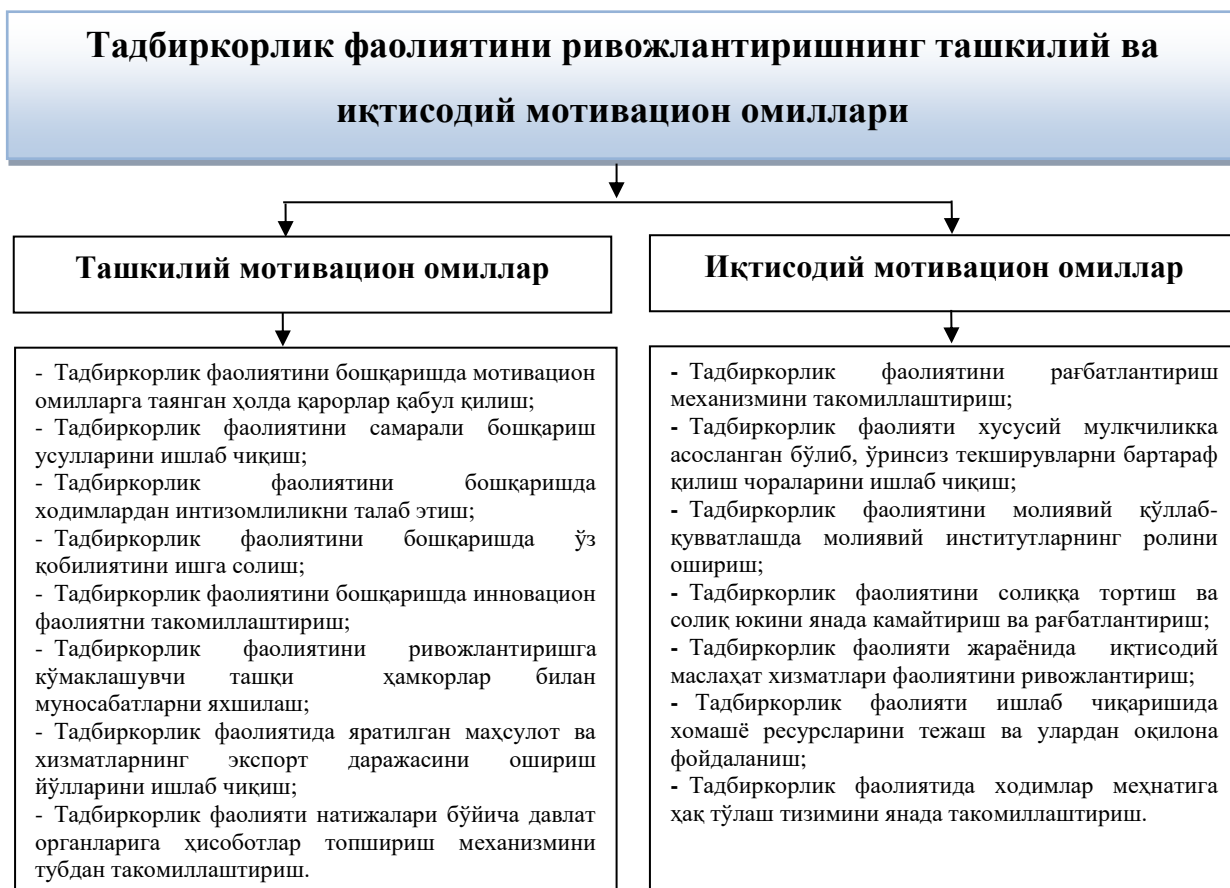 Тадбиркорлик фаолиятини ривожлантиришнинг ташкилий ва
иқтисодий мотивацион омиллари
Ташкилий мотивацион омиллар
- Тадбиркорлик фаолиятини бошқаришда мотивацион
омилларга таянган ҳолда қарорлар қабул қилиш;
- Тадбиркорлик фаолиятини самарали бошқариш
усулларини ишлаб чиқиш;
- Тадбиркорлик фаолиятини бошқаришда
ходимлардан интизомлиликни талаб этиш;
- Тадбиркорлик фаолиятини бошқаришда ўз
қобилиятини ишга солиш;
- Тадбиркорлик фаолиятини бошқаришда инновацион
фаолиятни такомиллаштириш;
- Тадбиркорлик фаолиятини ривожлантиришга
кўмаклашувчи ташқи ҳамкорлар билан
муносабатларни яхшилаш;
- Тадбиркорлик фаолиятида яратилган маҳсулот ва
хизматларнинг экспорт даражасини ошириш
йўлларини ишлаб чиқиш;
- Тадбиркорлик фаолияти натижалари бўйича давлат
органларига ҳисоботлар топшириш механизмини
тубдан такомиллаштириш.
Иқтисодий мотивацион омиллар
- Тадбиркорлик фаолиятини рағбатлантириш
механизмини такомиллаштириш;
- Тадбиркорлик фаолияти хусусий мулкчиликка
асосланган бўлиб, ўринсиз текширувларни бартараф
қилиш чораларини ишлаб чиқиш;
- Тадбиркорлик фаолиятини молиявий қўллаб-
қувватлашда молиявий институтларнинг ролини
ошириш;
- Тадбиркорлик фаолиятини солиққа тортиш ва
солиқ юкини янада камайтириш ва рағбатлантириш;
- Тадбиркорлик фаолияти жараёнида иқтисодий
маслаҳат хизматлари фаолиятини ривожлантириш;
- Тадбиркорлик фаолияти ишлаб чиқаришида
хомашё ресурсларини тежаш ва улардан оқилона
фойдаланиш;
- Тадбиркорлик фаолиятида ходимлар меҳнатига
ҳақ тўлаш тизимини янада такомиллаштириш.